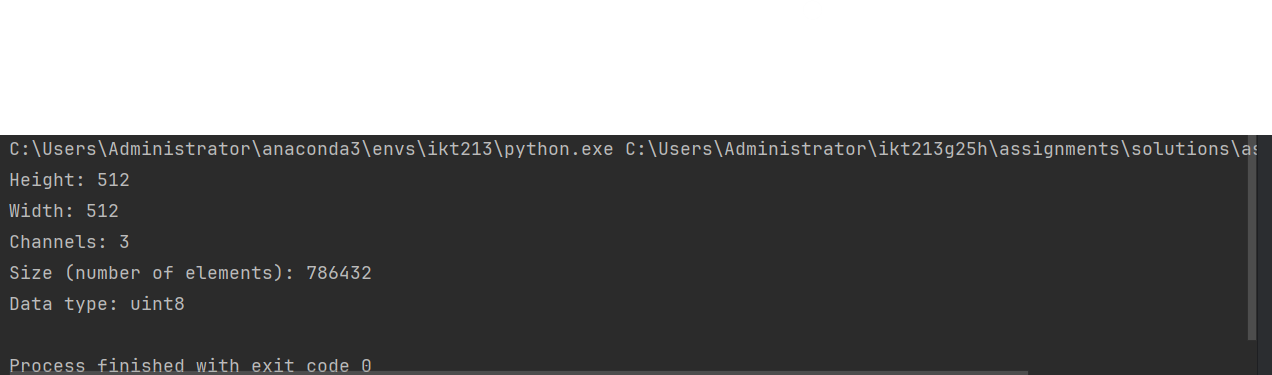 C:\Users\Administrator\anaconda3\envs\ikt213\python.exe C:\Users\Administrator\ikt213g25h\assignments\solutions\as
Height: 512
Width: 512
Channels: 3
Size (number of elements): 786432
Data type: uint8
Process finished with exit code 0